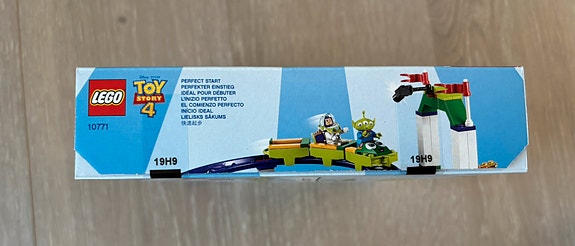 LEGO
DISNEY PIXAR
TOY
STORY
4
10771
PERFECT START
PERFEKTER EINSTIEG
IDÉAL POUR DÉBUTER
L'INIZIO PERFETTO
EL COMIENZO PERFECTO
INÍCIO IDEAL
LIELISKS SĀKUMS
快速起步
19H9
19H9